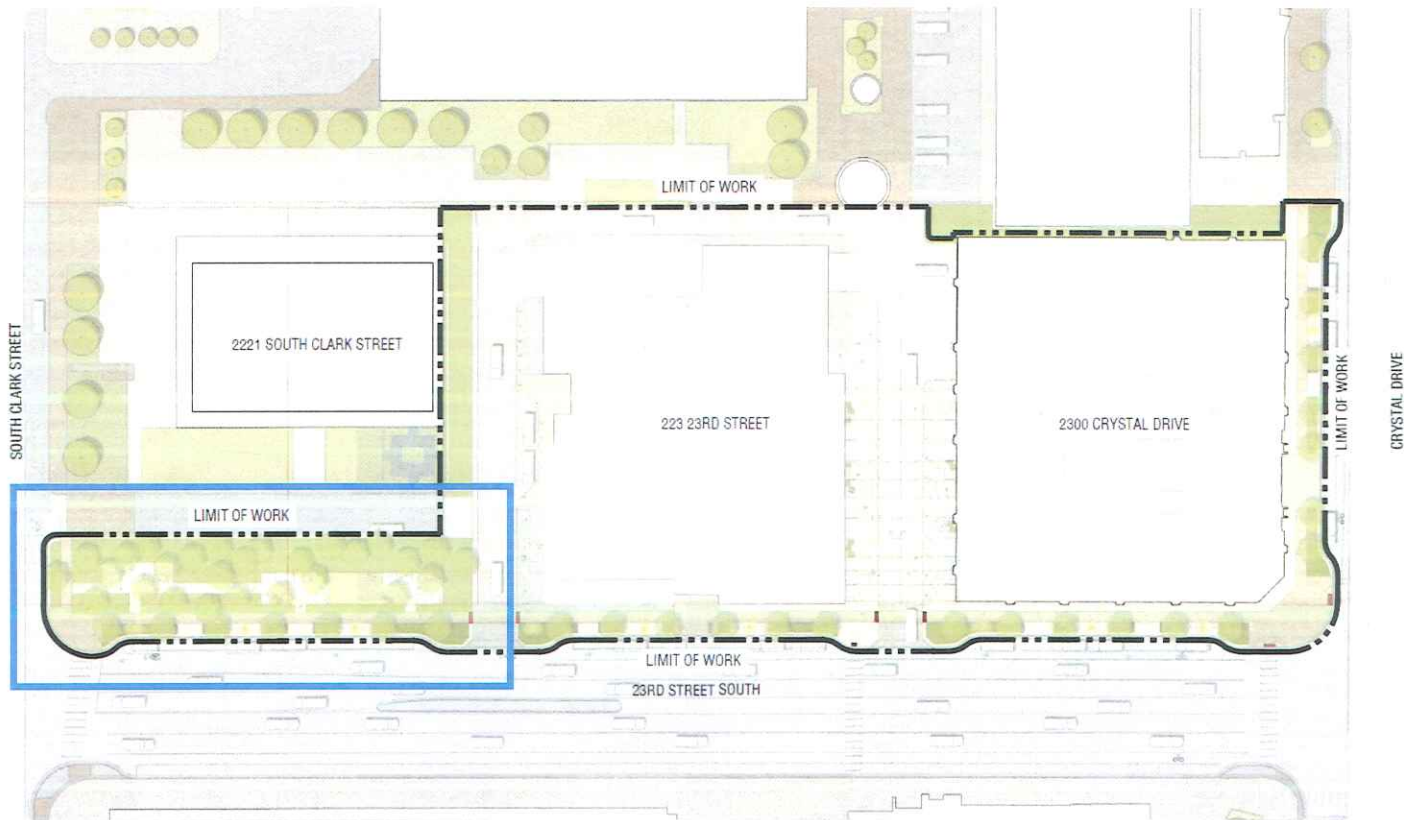 LIMIT OF WORK
SOUTH CLARK STREET
2221 SOUTH CLARK STREET
223 23RD STREET
2300 CRYSTAL DRIVE
LIMIT OF WORK
CRYSTAL DRIVE
LIMIT OF WORK
LIMIT OF WORK
23RD STREET SOUTH